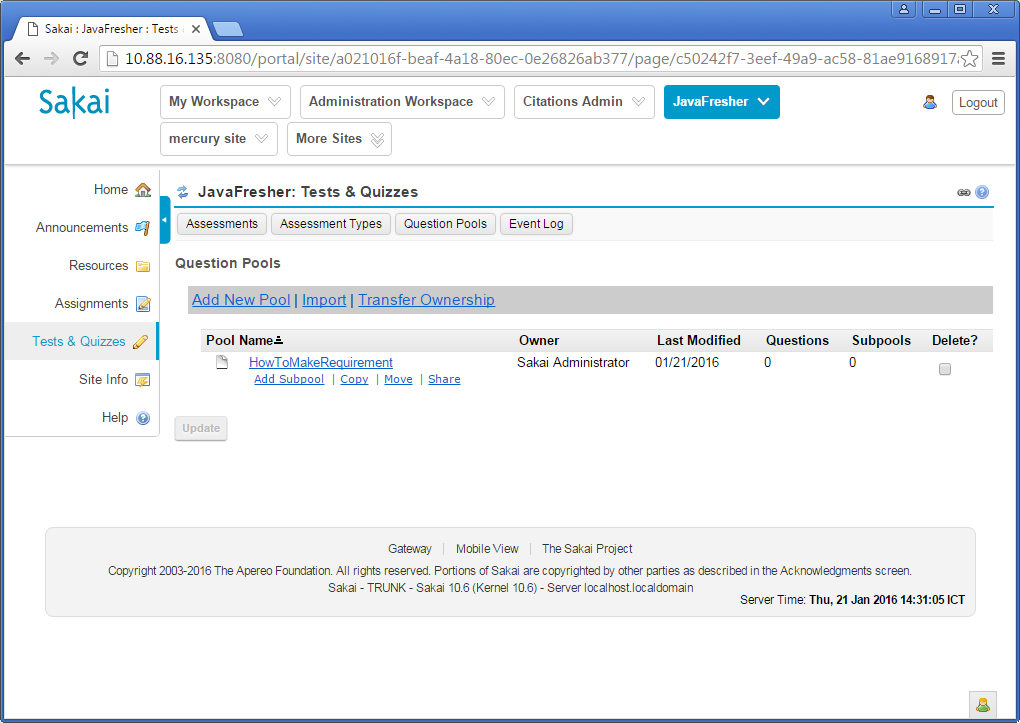 Sakai : JavaFresher : Tests
10.88.16.135:8080/portal/site/a021016f-beaf-4a18-80ec-0e26826ab377/page/c50242f7-3eef-49a9-ac58-81ae9168917
Sakai
My Workspace
Administration Workspace
Citations Admin
JavaFresher
Logout
mercury site
More Sites
Home
Announcements
Resources
Assignments
Tests & Quizzes
Site Info
Help
JavaFresher: Tests & Quizzes
Assessments
Assessment Types
Question Pools
Event Log
Question Pools
Add New Pool | Import | Transfer Ownership
Pool Name Owner Last Modified Questions Subpools Delete?
HowToMakeRequirement Sakai Administrator 01/21/2016 0 0
Add Subpool | Copy | Move | Share
Update
Gateway | Mobile View | The Sakai Project
Copyright 2003-2016 The Apereo Foundation. All rights reserved. Portions of Sakai are copyrighted by other parties as described in the Acknowledgments screen.
Sakai - TRUNK - Sakai 10.6 (Kernel 10.6) - Server localhost.localdomain
Server Time: Thu, 21 Jan 2016 14:31:05 ICT